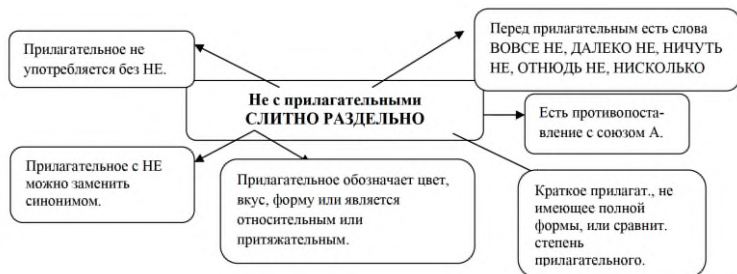 Прилагательное не
употребляется без НЕ.
Перед прилагательным есть слова
ВОВСЕ НЕ, ДАЛЕКО НЕ, НИЧУТЬ
НЕ, ОТНЮДЬ НЕ, НИСКОЛЬКО
Не с прилагательными
СЛИТНО РАЗДЕЛЬНО
Есть противопоста-
вление с союзом А.
Прилагательное с НЕ
можно заменить
синонимом.
Прилагательное обозначает цвет,
вкус, форму или является
относительным или
притяжательным.
Краткое прилагат., не
имеющее полной
формы, или сравнит.
степень
прилагательного.